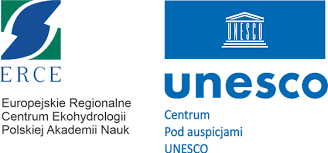 ERCE
Europejskie Regionalne
Centrum Ekohydrologii
Polskiej Akademii Nauk
UNESCO
unesco
Centrum
Pod auspicjami
UNESCO